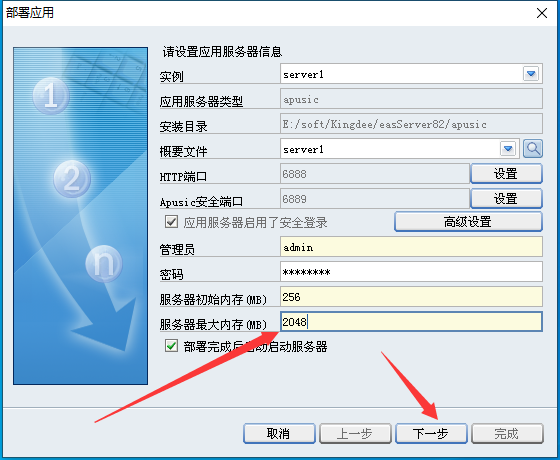 部署应用
1
2
n
请设置应用服务器信息
实例 server1
应用服务器类型 apusic
安装目录 E:/soft/Kingdee/easServer82/apusic
概要文件 server1
HTTP端口 6888 设置
Apusic安全端口 6889 设置
应用服务器启用了安全登录 高级设置
管理员 admin
密码 ********
服务器初始内存(MB) 256
服务器最大内存(MB) 2048
部署完成后自动启动服务器
取消 上一步 下一步 完成